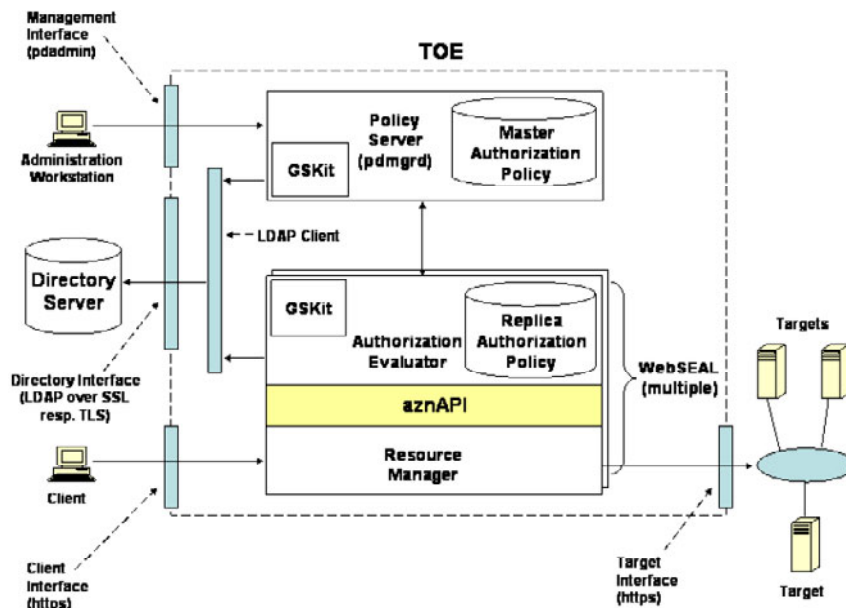 Management
Interface
(pdadmin)
TOE
Administration
Workstation
Policy
Server
(pdmgrd)
GSKit
Master
Authorization
Policy
LDAP Client
Directory
Server
GSKit
Authorization
Evaluator
Replica
Authorization
Policy
WebSEAL
(multiple)
Targets
Directory Interface
(LDAP over SSL
resp. TLS)
aznAPI
Resource
Manager
Client
Client
Interface
(https)
Target
Interface
(https)
Target